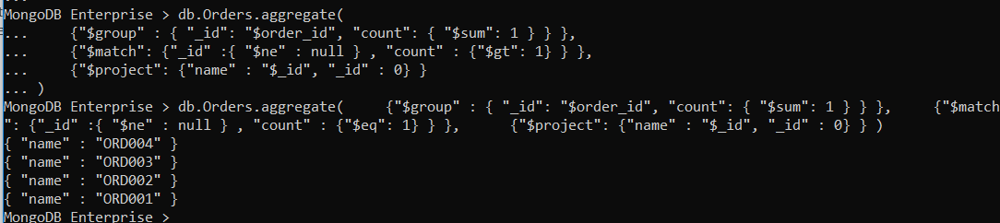 MongoDB Enterprise > db.Orders.aggregate(
...     {"$group" : { "_id": "$order_id", "count": { "$sum": 1 } } },
...     {"$match": {"_id" :{ "$ne" : null } , "count" : {"$gt": 1} } },
...     {"$project": {"name" : "$_id", "_id" : 0} }
... )
MongoDB Enterprise > db.Orders.aggregate(    {"$group" : { "_id": "$order_id", "count": { "$sum": 1 } } },    {"$match
": {"_id" :{ "$ne" : null } , "count" : {"$eq": 1} } },     {"$project": {"name" : "$_id", "_id" : 0} } )
{ "name" : "ORD004" }
{ "name" : "ORD003" }
{ "name" : "ORD002" }
{ "name" : "ORD001" }
MongoDB Enterprise >